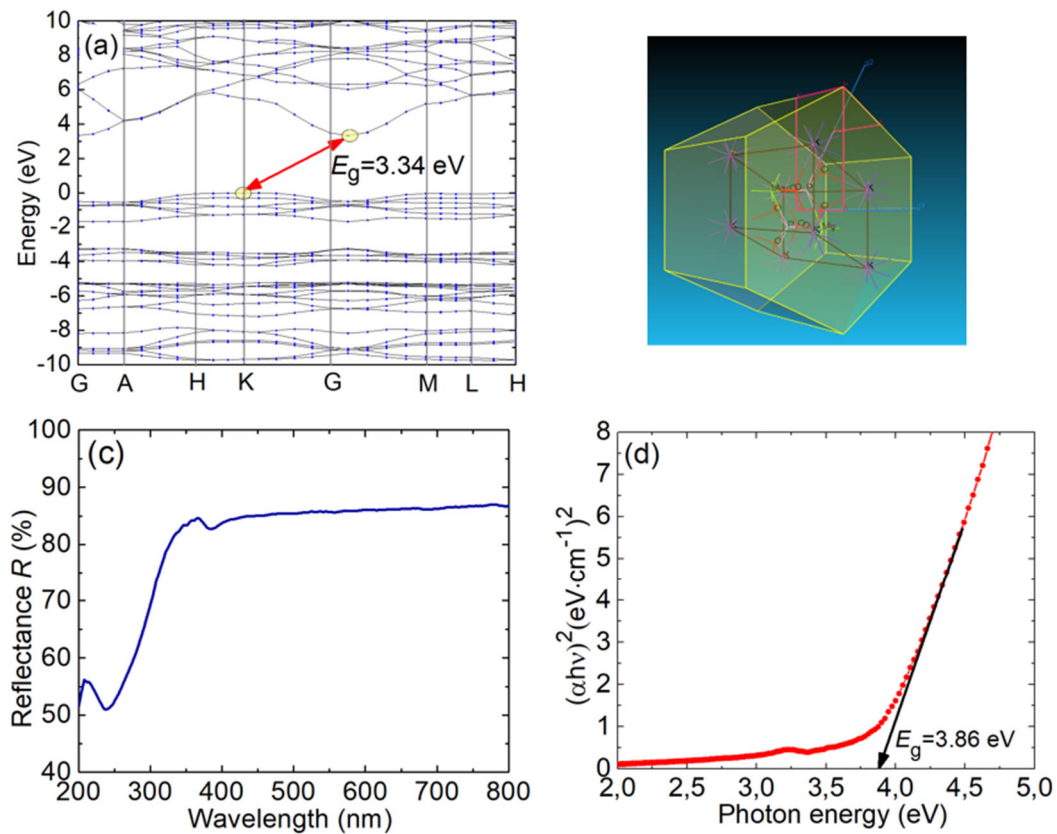 (a)
10
8
6
4
2
0
-2
-4
-6
-8
-10
Energy (eV)
E_g=3.34 eV
G A H K G M L H
(c)
100
90
80
70
60
50
40
Reflectance R (%)
200 300 400 500 600 700 800
Wavelength (nm)
(d)
8
7
6
5
4
3
2
1
0
(αhν)²(eV·cm⁻¹)²
E_g=3.86 eV
2,0 2,5 3,0 3,5 4,0 4,5 5,0
Photon energy (eV)